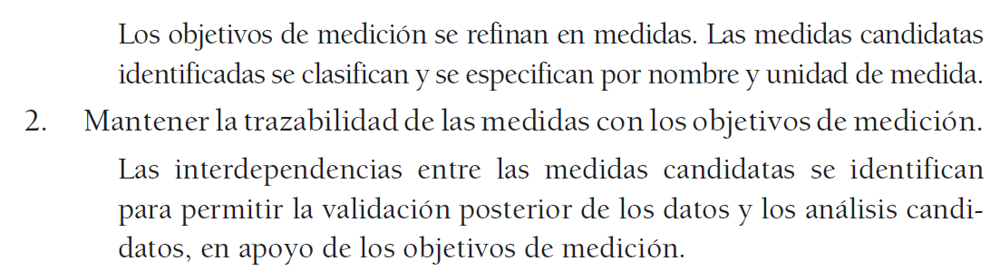 Los objetivos de medición se refinan en medidas. Las medidas candidatas
identificadas se clasifican y se especifican por nombre y unidad de medida.
2. Mantener la trazabilidad de las medidas con los objetivos de medición.
Las interdependencias entre las medidas candidatas se identifican
para permitir la validación posterior de los datos y los análisis candi-
datos, en apoyo de los objetivos de medición.